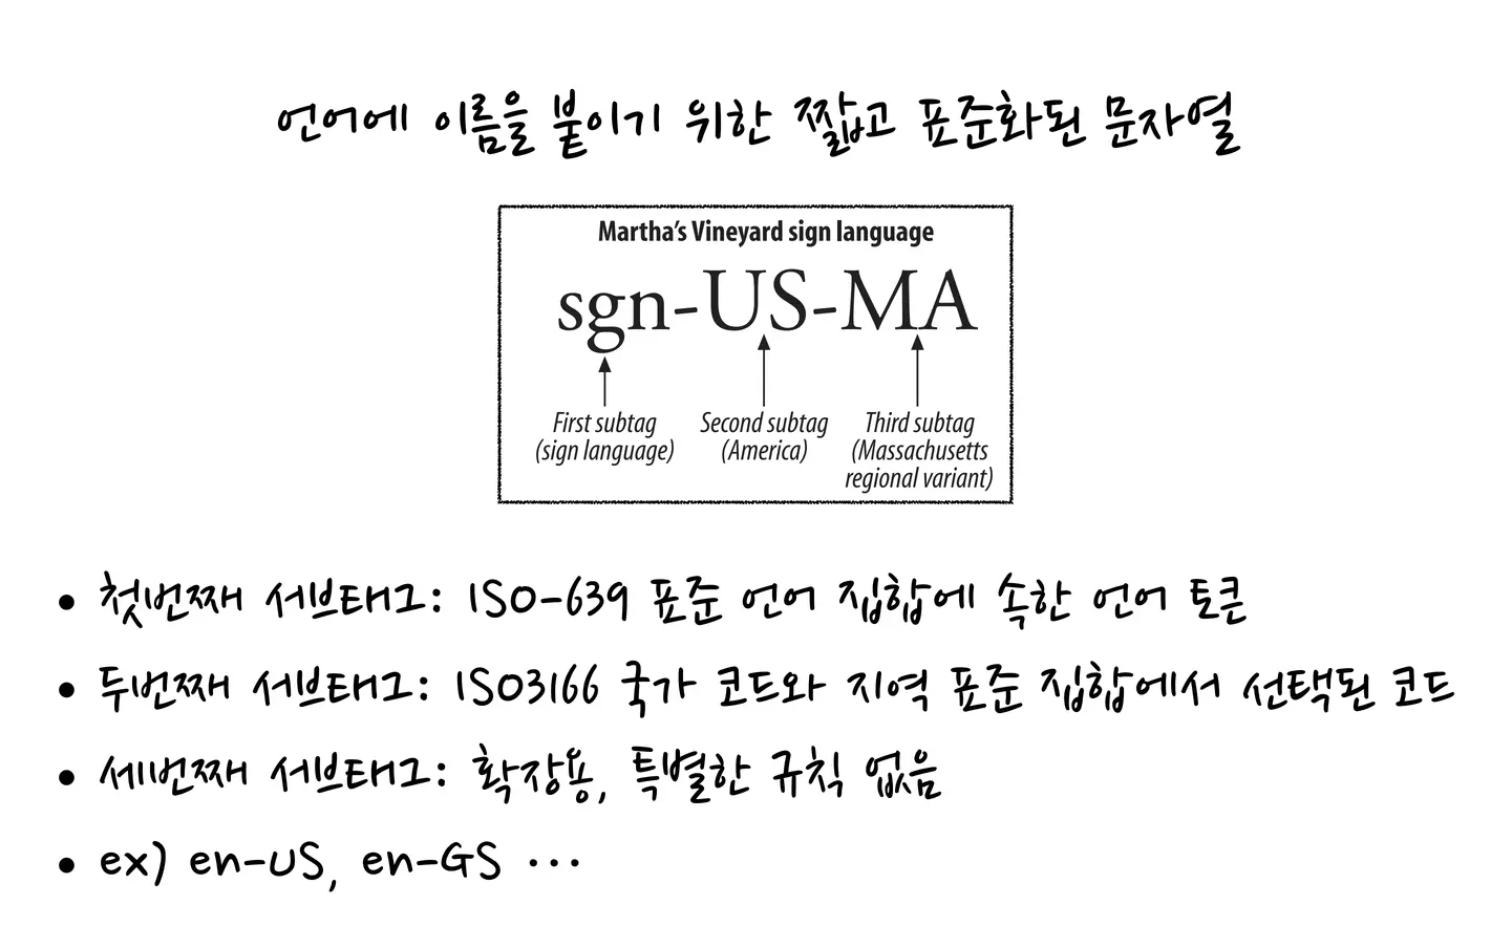 언어에 이름을 붙이기 위한 짧고 표준화된 문자열
Martha's Vineyard sign language
sgn-US-MA
First subtag
(sign language)
Second subtag
(America)
Third subtag
(Massachusetts
regional variant)
• 첫번째 서브태그: ISO-639 표준 언어 집합에 속한 언어 토큰
• 두번째 서브태그: ISO3166 국가 코드와 지역 표준 집합에서 선택된 코드
• 세번째 서브태그: 확장용, 특별한 규칙 없음
• ex) en-US, en-GS ...